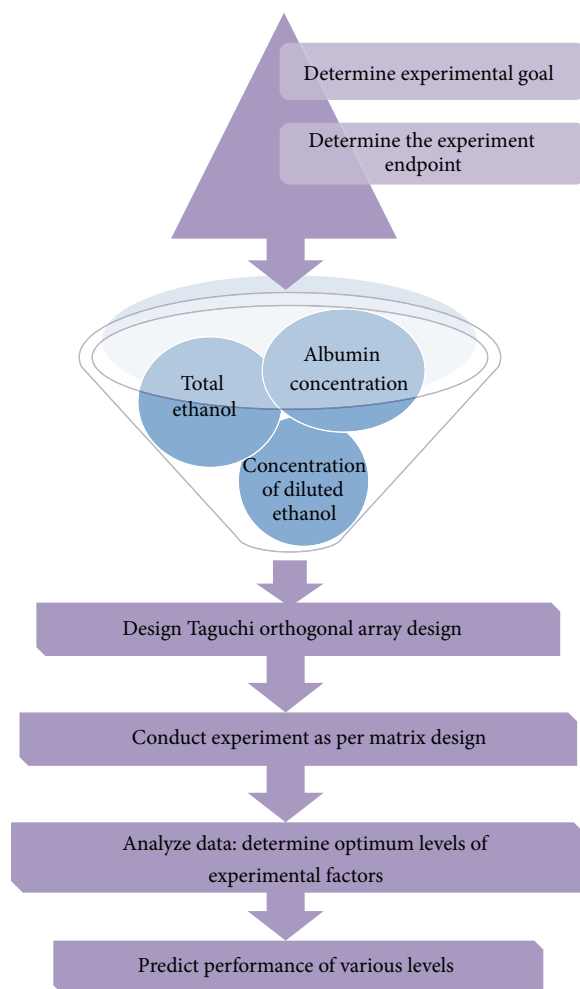 Determine experimental goal
Determine the experiment
endpoint
Total
ethanol
Albumin
concentration
Concentration
of diluted
ethanol
Design Taguchi orthogonal array design
Conduct experiment as per matrix design
Analyze data: determine optimum levels of
experimental factors
Predict performance of various levels